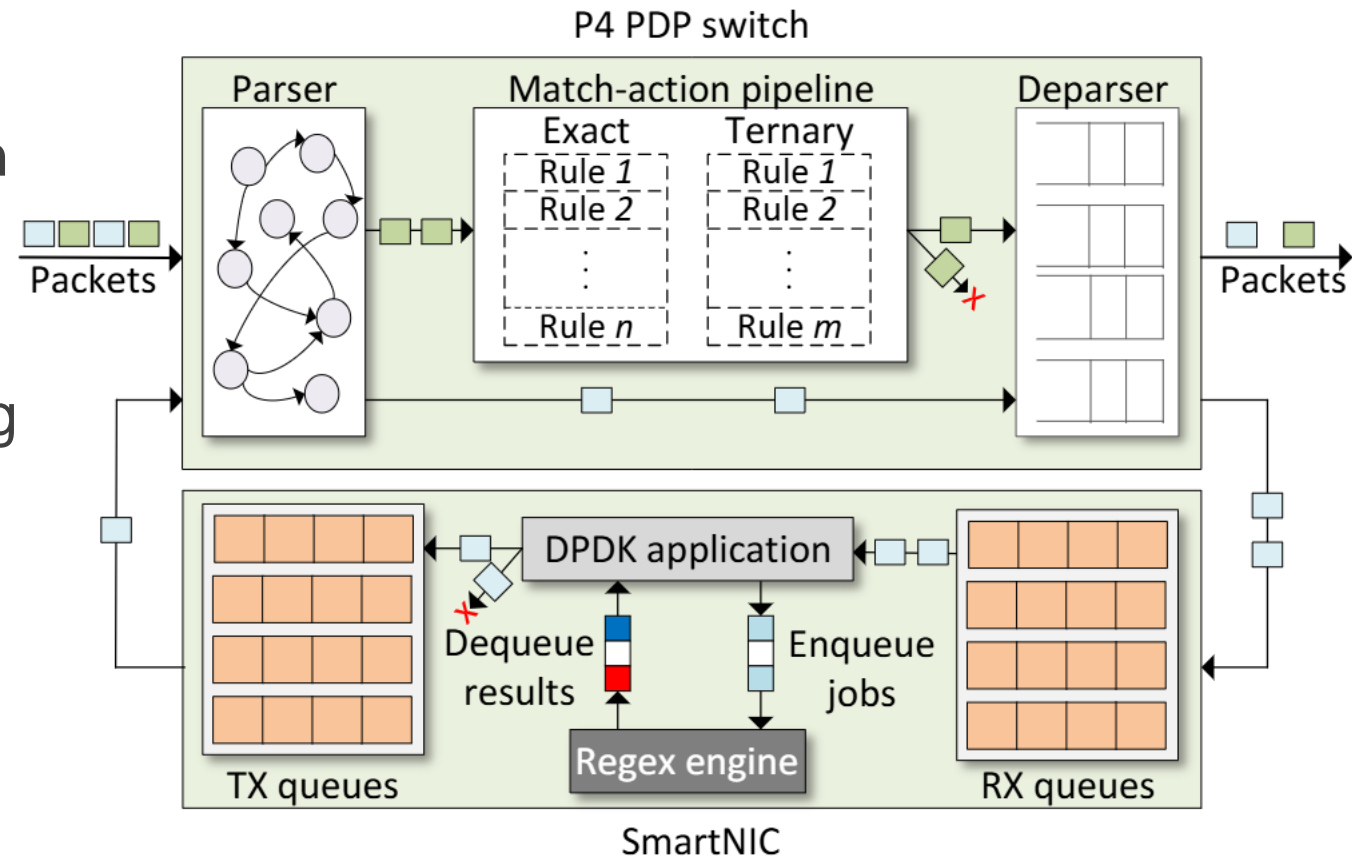 P4 PDP switch
Parser
Match-action pipeline
Deparser
Exact
Ternary
Rule 1
Rule 1
Rule 2
Rule 2
Rule n
Rule m
Packets
Packets
X
DPDK application
X
Dequeue
results
Enqueue
jobs
Regex engine
TX queues
RX queues
SmartNIC